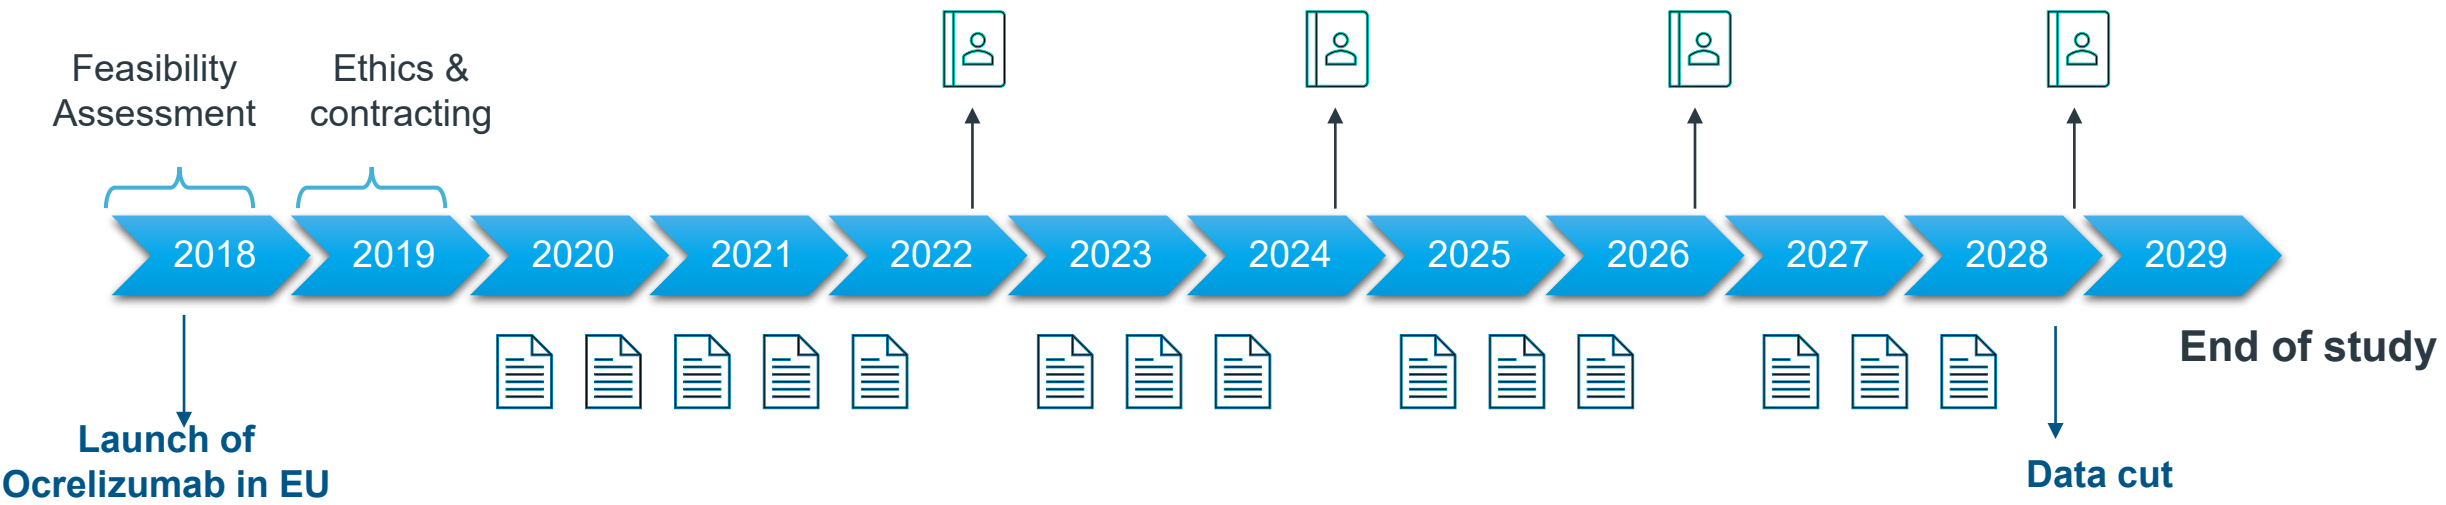 Feasibility
Assessment
Ethics &
contracting
2018
2019
2020
2021
2022
2023
2024
2025
2026
2027
2028
2029
Launch of
Ocrelizumab in EU
Data cut
End of study